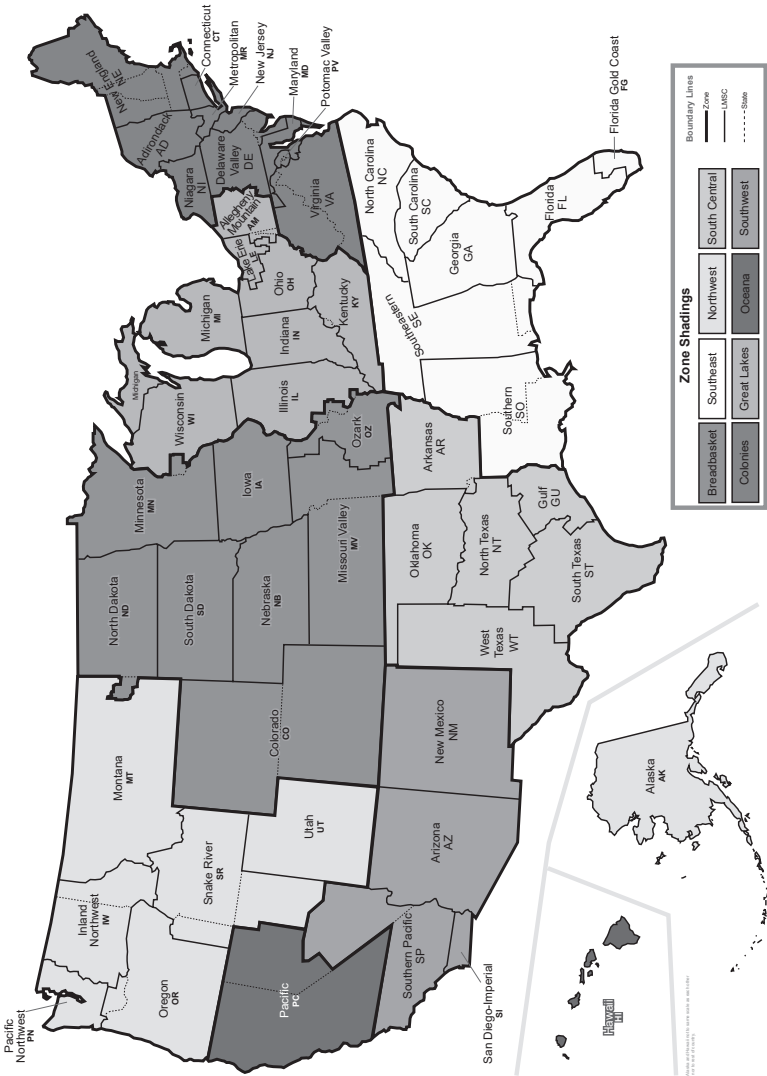 Pacific
Northwest
PN
Inland
Northwest
IW
Oregon
OR
Montana
MT
Snake River
SR
Utah
UT
Pacific
PC
Southern Pacific
SP
San Diego-Imperial
SI
Arizona
AZ
New Mexico
NM
Colorado
CO
North Dakota
ND
South Dakota
SD
Nebraska
NB
Missouri Valley
MV
Minnesota
MN
Iowa
IA
Ozark
OZ
Wisconsin
WI
Michigan
Michigan
MI
Illinois
IL
Indiana
IN
Ohio
OH
Kentucky
KY
Lake Erie
LE
Allegheny
Mountain
AM
Niagara
NI
Adirondack
AD
New England
NE
Connecticut
CT
Metropolitan
MR
New Jersey
NJ
Delaware
Valley
DE
Maryland
MD
Potomac Valley
PV
Virginia
VA
North Carolina
NC
South Carolina
SC
Georgia
GA
Florida
FL
Florida Gold Coast
FG
Southeastern
SE
Southern
SO
Arkansas
AR
Oklahoma
OK
North Texas
NT
West
Texas
WT
Gulf
GU
South Texas
ST
Hawaii
HI
Alaska
AK
Zone Shadings
Breadbasket
Southeast
Northwest
South Central
Colonies
Great Lakes
Oceana
Southwest
Boundary Lines
Zone
LMSC
State